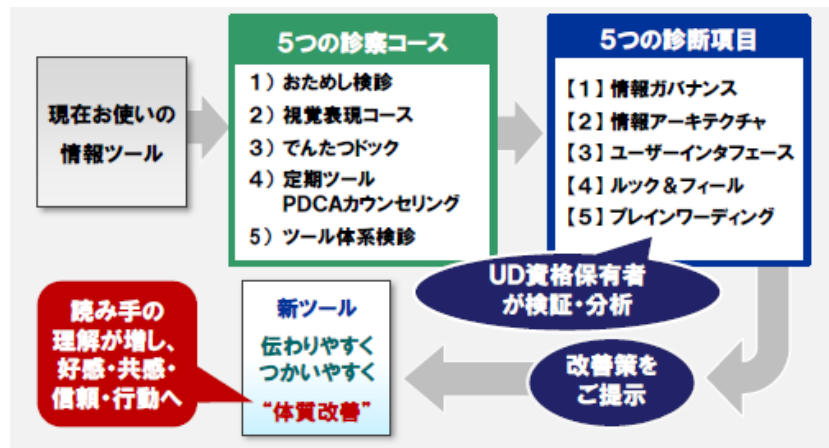 現在お使いの
情報ツール
5つの診察コース
1）おためし検診
2）視覚表現コース
3）でんたつドック
4）定期ツール
PDCAカウンセリング
5）ツール体系検診
5つの診断項目
【1】情報ガバナンス
【2】情報アーキテクチャ
【3】ユーザーインタフェース
【4】ルック＆フィール
【5】プレインワーディング
UD資格保有者
が検証・分析
改善策を
ご提示
新ツール
伝わりやすく
つかいやすく
“体質改善”
読み手の
理解が増し、
好感・共感・
信頼・行動へ